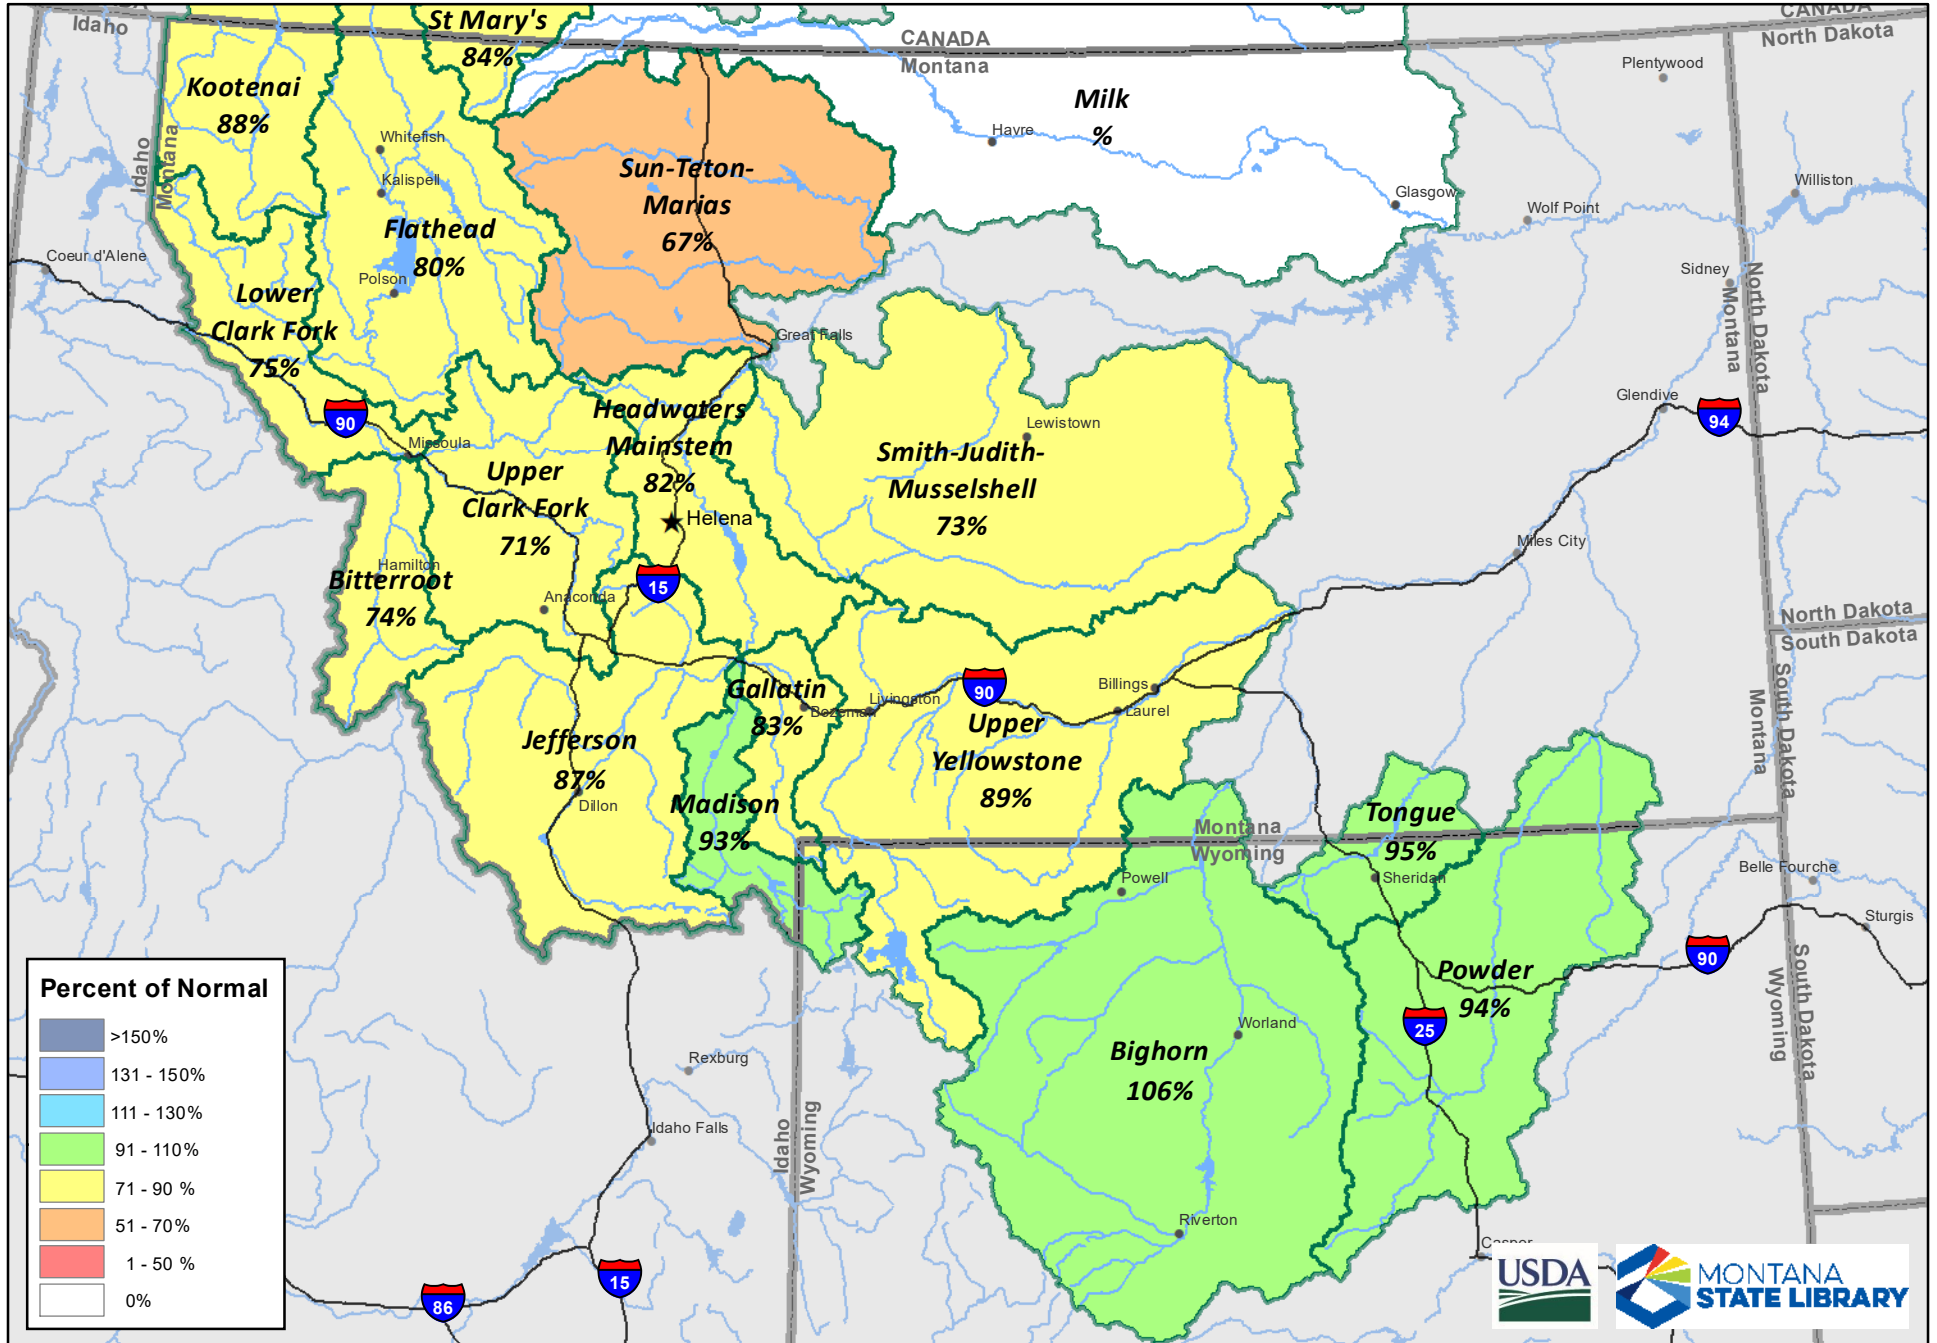 CANADA
Idaho
St Mary's
84%
CANADA
Montana
CANADA
North Dakota
Plentywood
Kootenai
88%
Milk
%
Havre
Whitefish
Idaho
Montana
Sun-Teton-
Marias
67%
Kalispell
Glasgow
Williston
Wolf Point
Flathead
80%
Coeur d'Alene
Polson
Sidney
Montana
North Dakota
Lower
Clark Fork
75%
Great Falls
Glendive
94
90
Headwaters
Mainstem
82%
Lewistown
Missoula
Smith-Judith-
Musselshell
73%
Upper
Clark Fork
71%
Helena
Miles City
Hamilton
Bitterroot
74%
15
Anaconda
North Dakota
South Dakota
Gallatin
83%
Bozeman
Livingston
90
Billings
Laurel
Montana
South Dakota
Upper
Yellowstone
89%
Jefferson
87%
Dillon
Madison
93%
Tongue
95%
Montana
Wyoming
Sheridan
Powell
Belle Fourche
Sturgis
90
Powder
94%
25
South Dakota
Wyoming
Worland
Bighorn
106%
Rexburg
Idaho Falls
Idaho
Wyoming
Riverton
Casper
15
86
Percent of Normal
>150%
131 - 150%
111 - 130%
91 - 110%
71 - 90 %
51 - 70%
1 - 50 %
0%
USDA
MONTANA
STATE LIBRARY